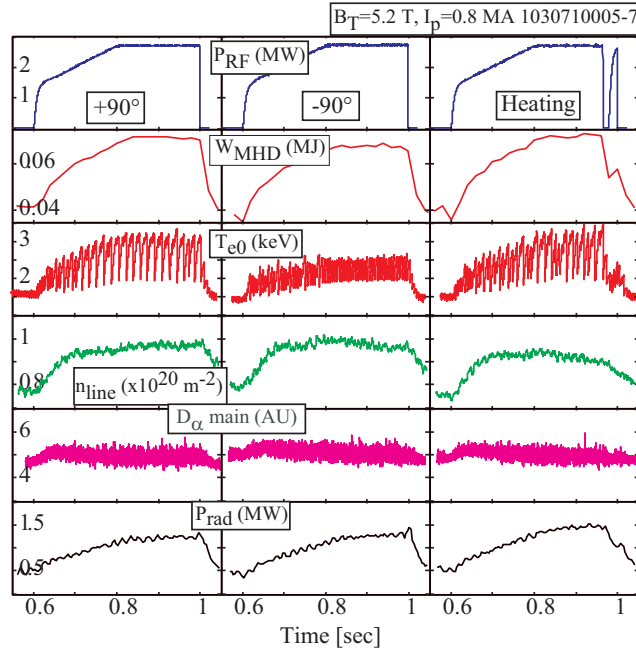 B_T=5.2 T, I_p=0.8 MA 1030710005-7
P_RF (MW)
2
1
+90° -90° Heating
W_MHD (MJ)
0.06
0.04
T_e0 (keV)
3
2
1
n_line (x10^20 m^-2)
0.8
D_α main (AU)
6
4
P_rad (MW)
1.5
0.5
0.6 0.8 1 0.6 0.8 1 0.6 0.8 1
Time [sec]